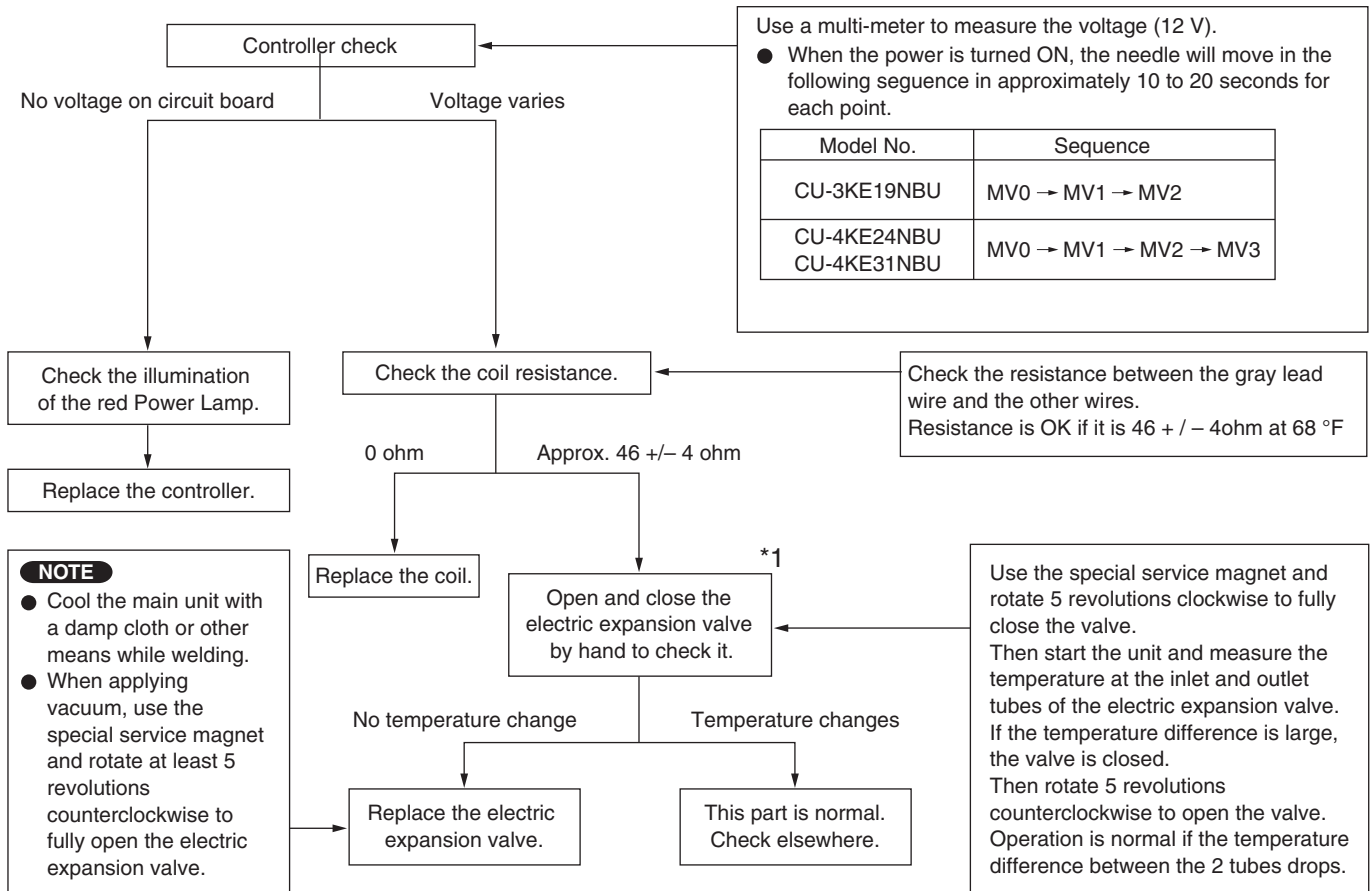 Controller check
No voltage on circuit board
Voltage varies
Use a multi-meter to measure the voltage (12 V).
● When the power is turned ON, the needle will move in the
following seguence in approximately 10 to 20 seconds for
each point.
Model No. Sequence
CU-3KE19NBU MV0 → MV1 → MV2
CU-4KE24NBU
CU-4KE31NBU MV0 → MV1 → MV2 → MV3
Check the illumination
of the red Power Lamp.
Replace the controller.
Check the coil resistance.
Check the resistance between the gray lead
wire and the other wires.
Resistance is OK if it is 46 + / – 4ohm at 68 °F
0 ohm
Approx. 46 +/– 4 ohm
Replace the coil.
*1
Open and close the
electric expansion valve
by hand to check it.
Use the special service magnet and
rotate 5 revolutions clockwise to fully
close the valve.
Then start the unit and measure the
temperature at the inlet and outlet
tubes of the electric expansion valve.
If the temperature difference is large,
the valve is closed.
Then rotate 5 revolutions
counterclockwise to open the valve.
Operation is normal if the temperature
difference between the 2 tubes drops.
No temperature change
Temperature changes
Replace the electric
expansion valve.
This part is normal.
Check elsewhere.
NOTE
● Cool the main unit with
a damp cloth or other
means while welding.
● When applying
vacuum, use the
special service magnet
and rotate at least 5
revolutions
counterclockwise to
fully open the electric
expansion valve.